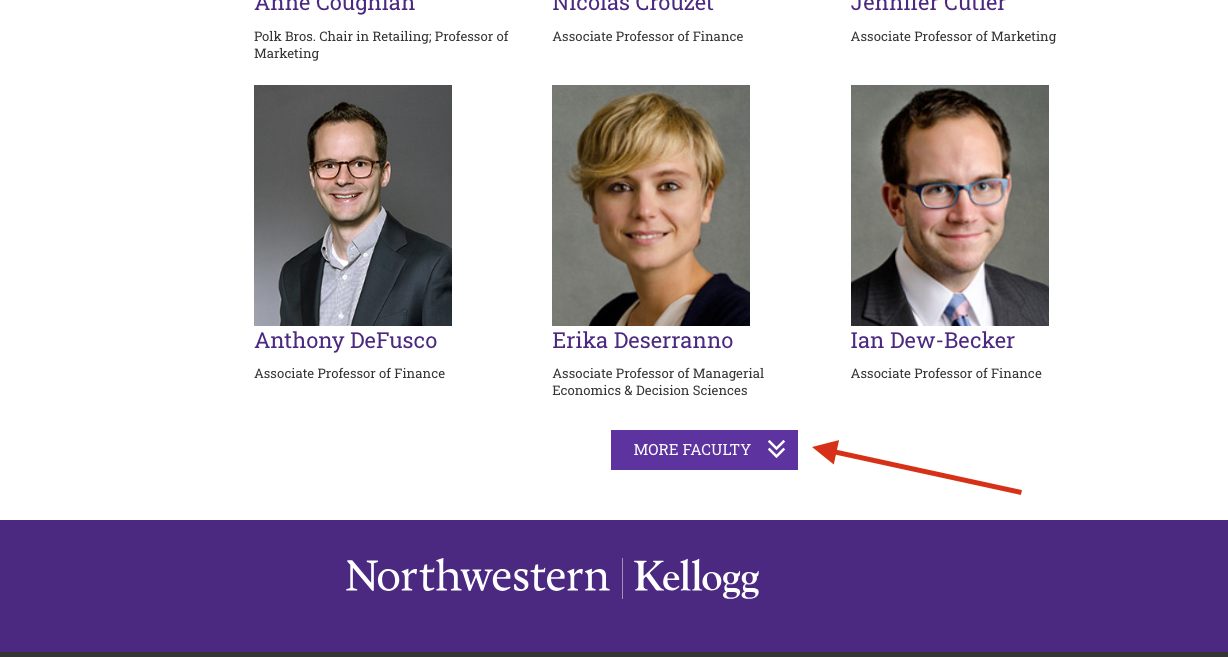 Anne Coughlan
Nicolas Crouzet
Jennifer Cutler
Polk Bros. Chair in Retailing; Professor of
Marketing
Associate Professor of Finance
Associate Professor of Marketing
Anthony DeFusco
Erika Deserranno
Ian Dew-Becker
Associate Professor of Finance
Associate Professor of Managerial
Economics & Decision Sciences
Associate Professor of Finance
MORE FACULTY
Northwestern | Kellogg